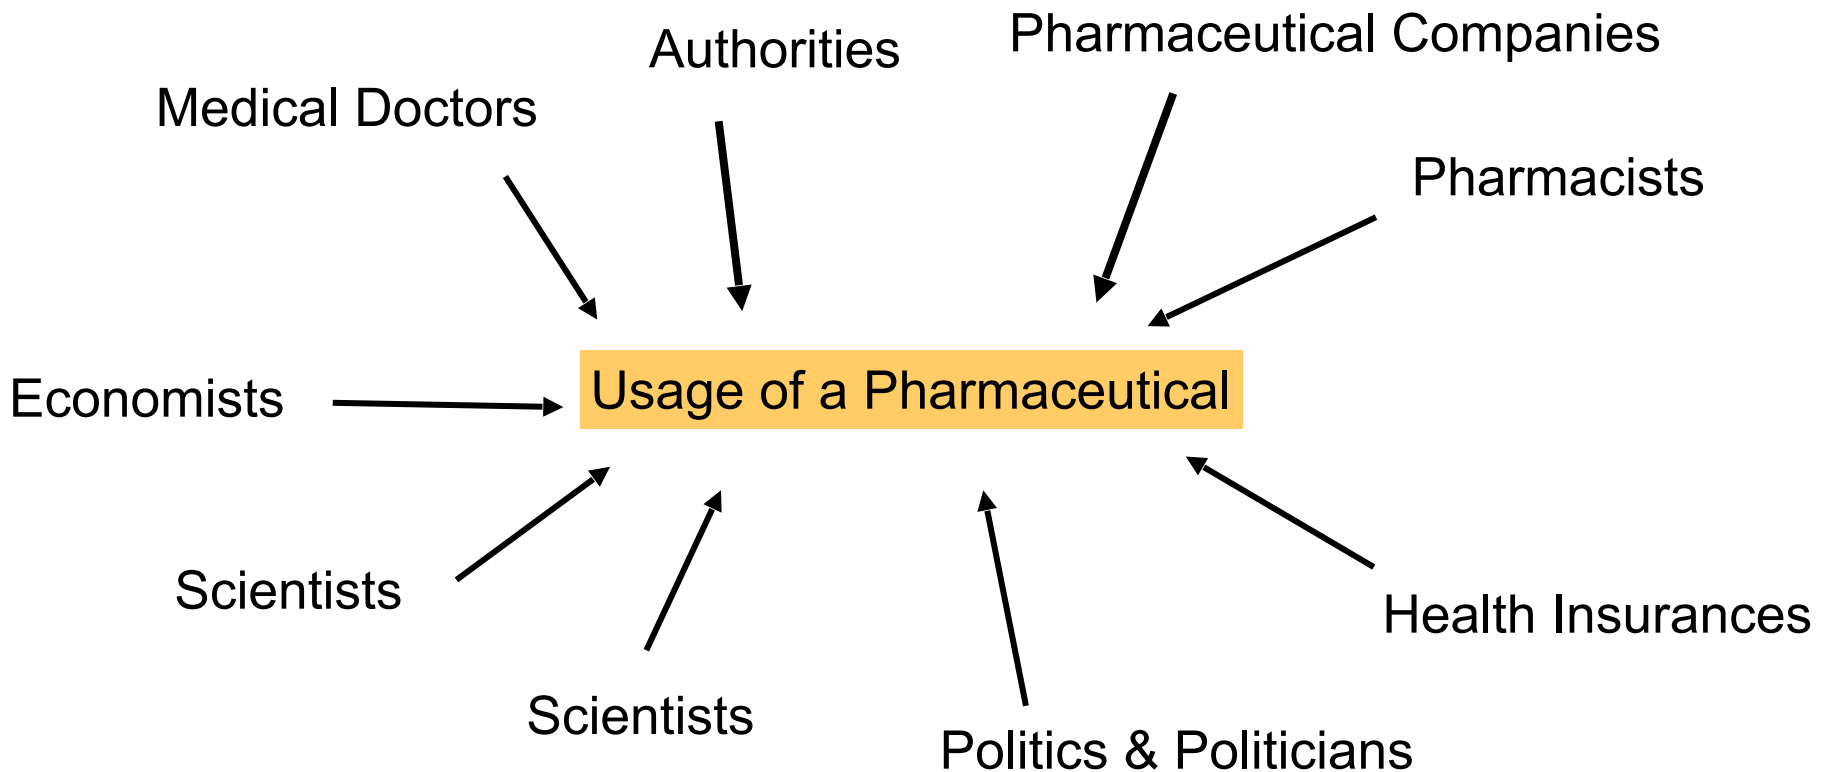 Pharmaceutical Companies
Authorities
Medical Doctors
Pharmacists
Usage of a Pharmaceutical
Economists
Scientists
Health Insurances
Scientists
Politics & Politicians